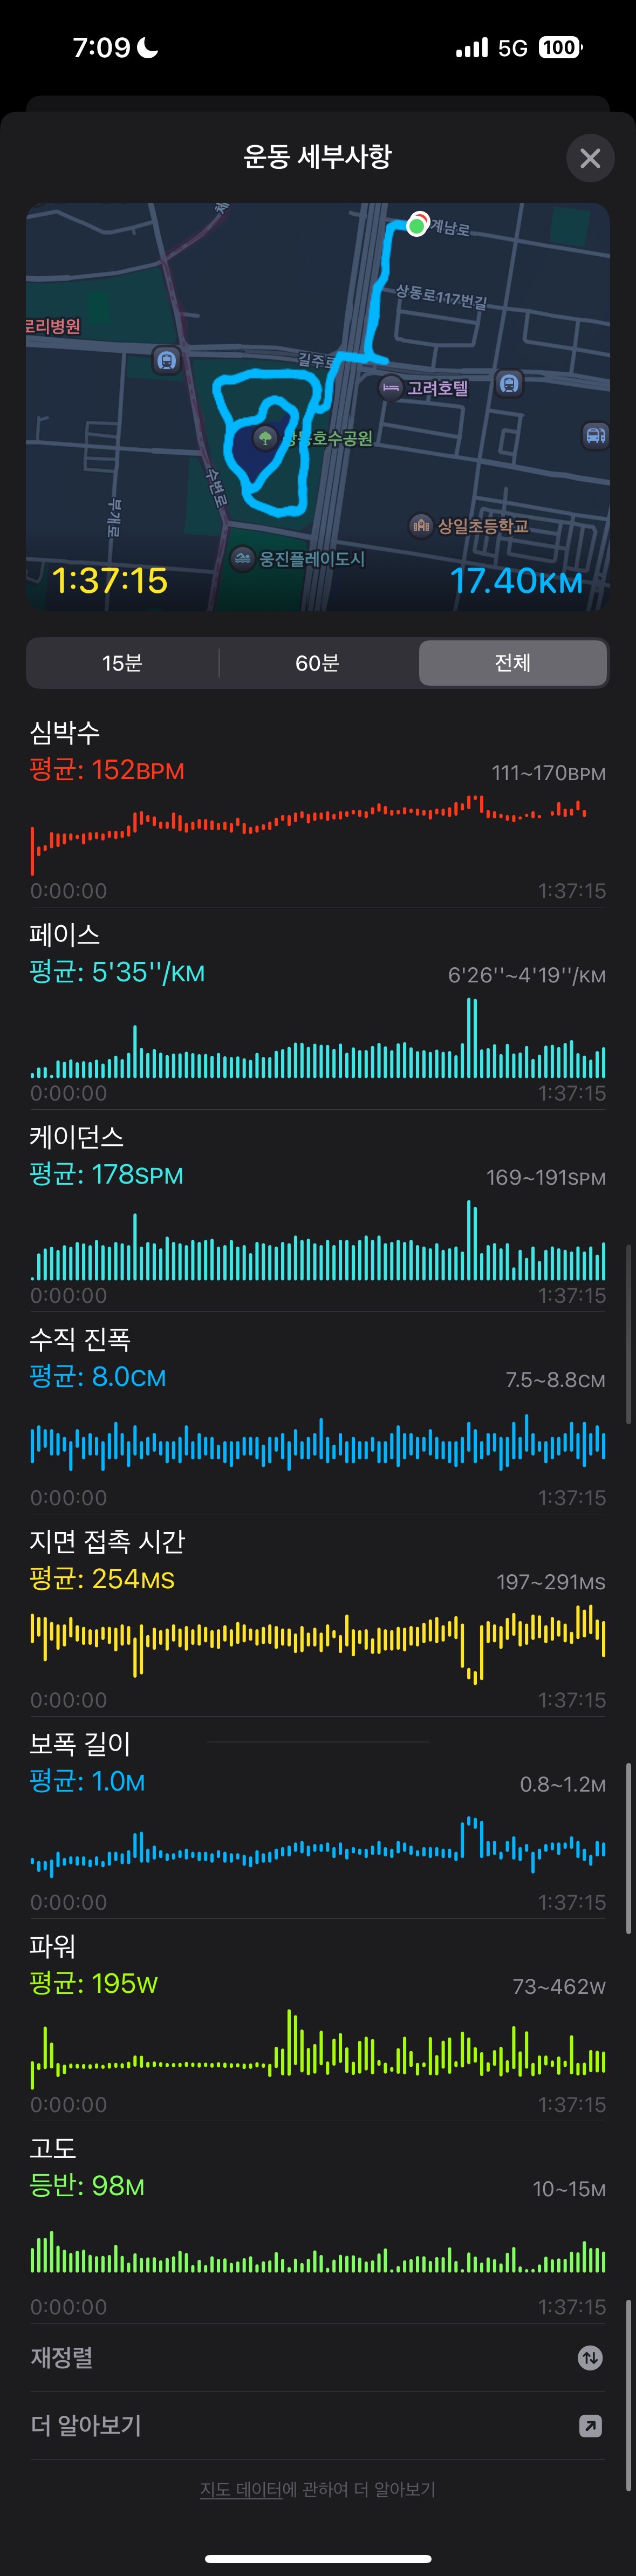 7:09
5G
100
운동 세부사항
계남로
상동로117번길
로리병원
길주로
고려호텔
상동호수공원
수변로
부개로
상일초등학교
웅진플레이도시
1:37:15
17.40KM
15분
60분
전체
심박수
평균: 152BPM
111~170BPM
0:00:00
1:37:15
페이스
평균: 5'35''/KM
6'26''~4'19''/KM
0:00:00
1:37:15
케이던스
평균: 178SPM
169~191SPM
0:00:00
1:37:15
수직 진폭
평균: 8.0CM
7.5~8.8CM
0:00:00
1:37:15
지면 접촉 시간
평균: 254MS
197~291MS
0:00:00
1:37:15
보폭 길이
평균: 1.0M
0.8~1.2M
0:00:00
1:37:15
파워
평균: 195W
73~462W
0:00:00
1:37:15
고도
등반: 98M
10~15M
0:00:00
1:37:15
재정렬
더 알아보기
지도 데이터에 관하여 더 알아보기